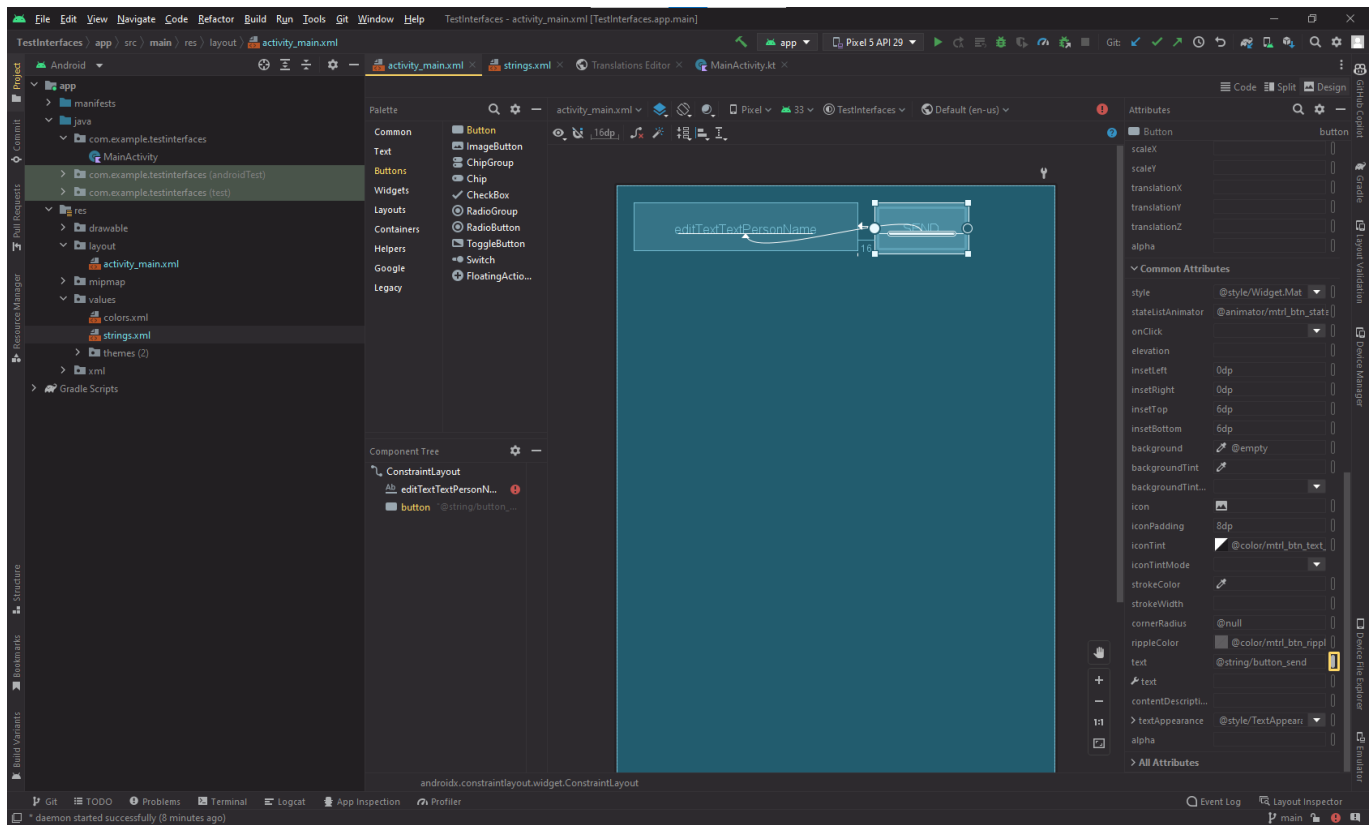 File Edit View Navigate Code Refactor Build Run Tools Git Window Help TestInterfaces - activity_main.xml [TestInterfaces.app.main]
TestInterfaces app src main res layout activity_main.xml app Pixel 5 API 29 Git:
Android activity_main.xml strings.xml Translations Editor MainActivity.kt
Code Split Design
Project
Commit
Pull Requests
Resource Manager
Structure
Bookmarks
Build Variants
app
manifests
java
com.example.testinterfaces
MainActivity
com.example.testinterfaces (androidTest)
com.example.testinterfaces (test)
res
drawable
layout
activity_main.xml
mipmap
values
colors.xml
strings.xml
themes (2)
xml
Gradle Scripts
Palette
Common
Text
Buttons
Widgets
Layouts
Containers
Helpers
Google
Legacy
Button
ImageButton
ChipGroup
Chip
CheckBox
RadioGroup
RadioButton
ToggleButton
Switch
FloatingActio...
Component Tree
ConstraintLayout
Ab editTextTextPersonN...
button "@string/button_...
activity_main.xml Pixel 33 TestInterfaces Default (en-us)
16dp
editTextTextPersonName
SEND
16
1:1
androidx.constraintlayout.widget.ConstraintLayout
Attributes
Button button
scaleX
scaleY
translationX
translationY
translationZ
alpha
Common Attributes
style @style/Widget.Mat
stateListAnimator @animator/mtrl_btn_state
onClick
elevation
insetLeft 0dp
insetRight 0dp
insetTop 6dp
insetBottom 6dp
background @empty
backgroundTint
backgroundTint...
icon
iconPadding 8dp
iconTint @color/mtrl_btn_text_
iconTintMode
strokeColor
strokeWidth
cornerRadius @null
rippleColor @color/mtrl_btn_rippl
text @string/button_send
text
contentDescripti...
textAppearance @style/TextAppeara
alpha
All Attributes
GitHub Copilot
Gradle
Layout Validation
Device Manager
Device File Explorer
Emulator
Git TODO Problems Terminal Logcat App Inspection Profiler Event Log Layout Inspector
* daemon started successfully (8 minutes ago) main